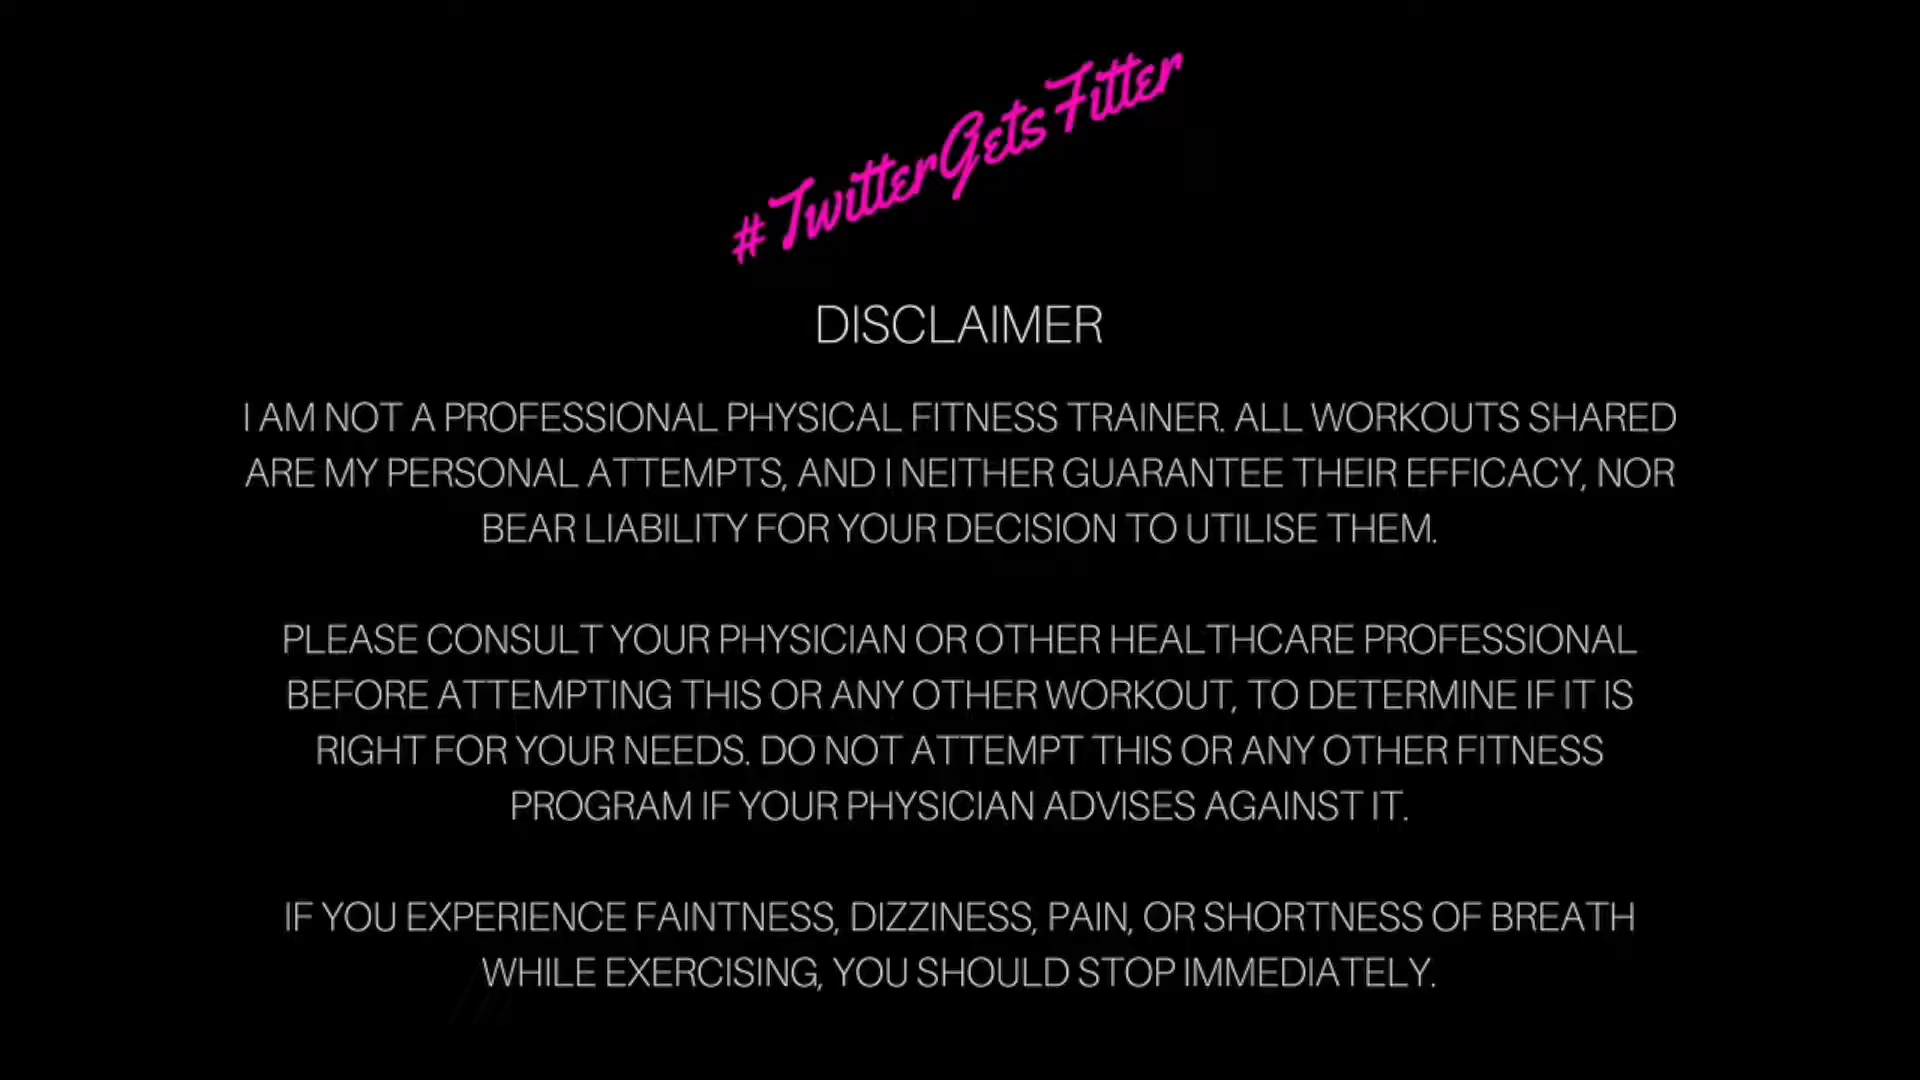 #TwitterGetsFitter
DISCLAIMER
I AM NOT A PROFESSIONAL PHYSICAL FITNESS TRAINER. ALL WORKOUTS SHARED
ARE MY PERSONAL ATTEMPTS, AND I NEITHER GUARANTEE THEIR EFFICACY, NOR
BEAR LIABILITY FOR YOUR DECISION TO UTILISE THEM.
PLEASE CONSULT YOUR PHYSICIAN OR OTHER HEALTHCARE PROFESSIONAL
BEFORE ATTEMPTING THIS OR ANY OTHER WORKOUT, TO DETERMINE IF IT IS
RIGHT FOR YOUR NEEDS. DO NOT ATTEMPT THIS OR ANY OTHER FITNESS
PROGRAM IF YOUR PHYSICIAN ADVISES AGAINST IT.
IF YOU EXPERIENCE FAINTNESS, DIZZINESS, PAIN, OR SHORTNESS OF BREATH
WHILE EXERCISING, YOU SHOULD STOP IMMEDIATELY.